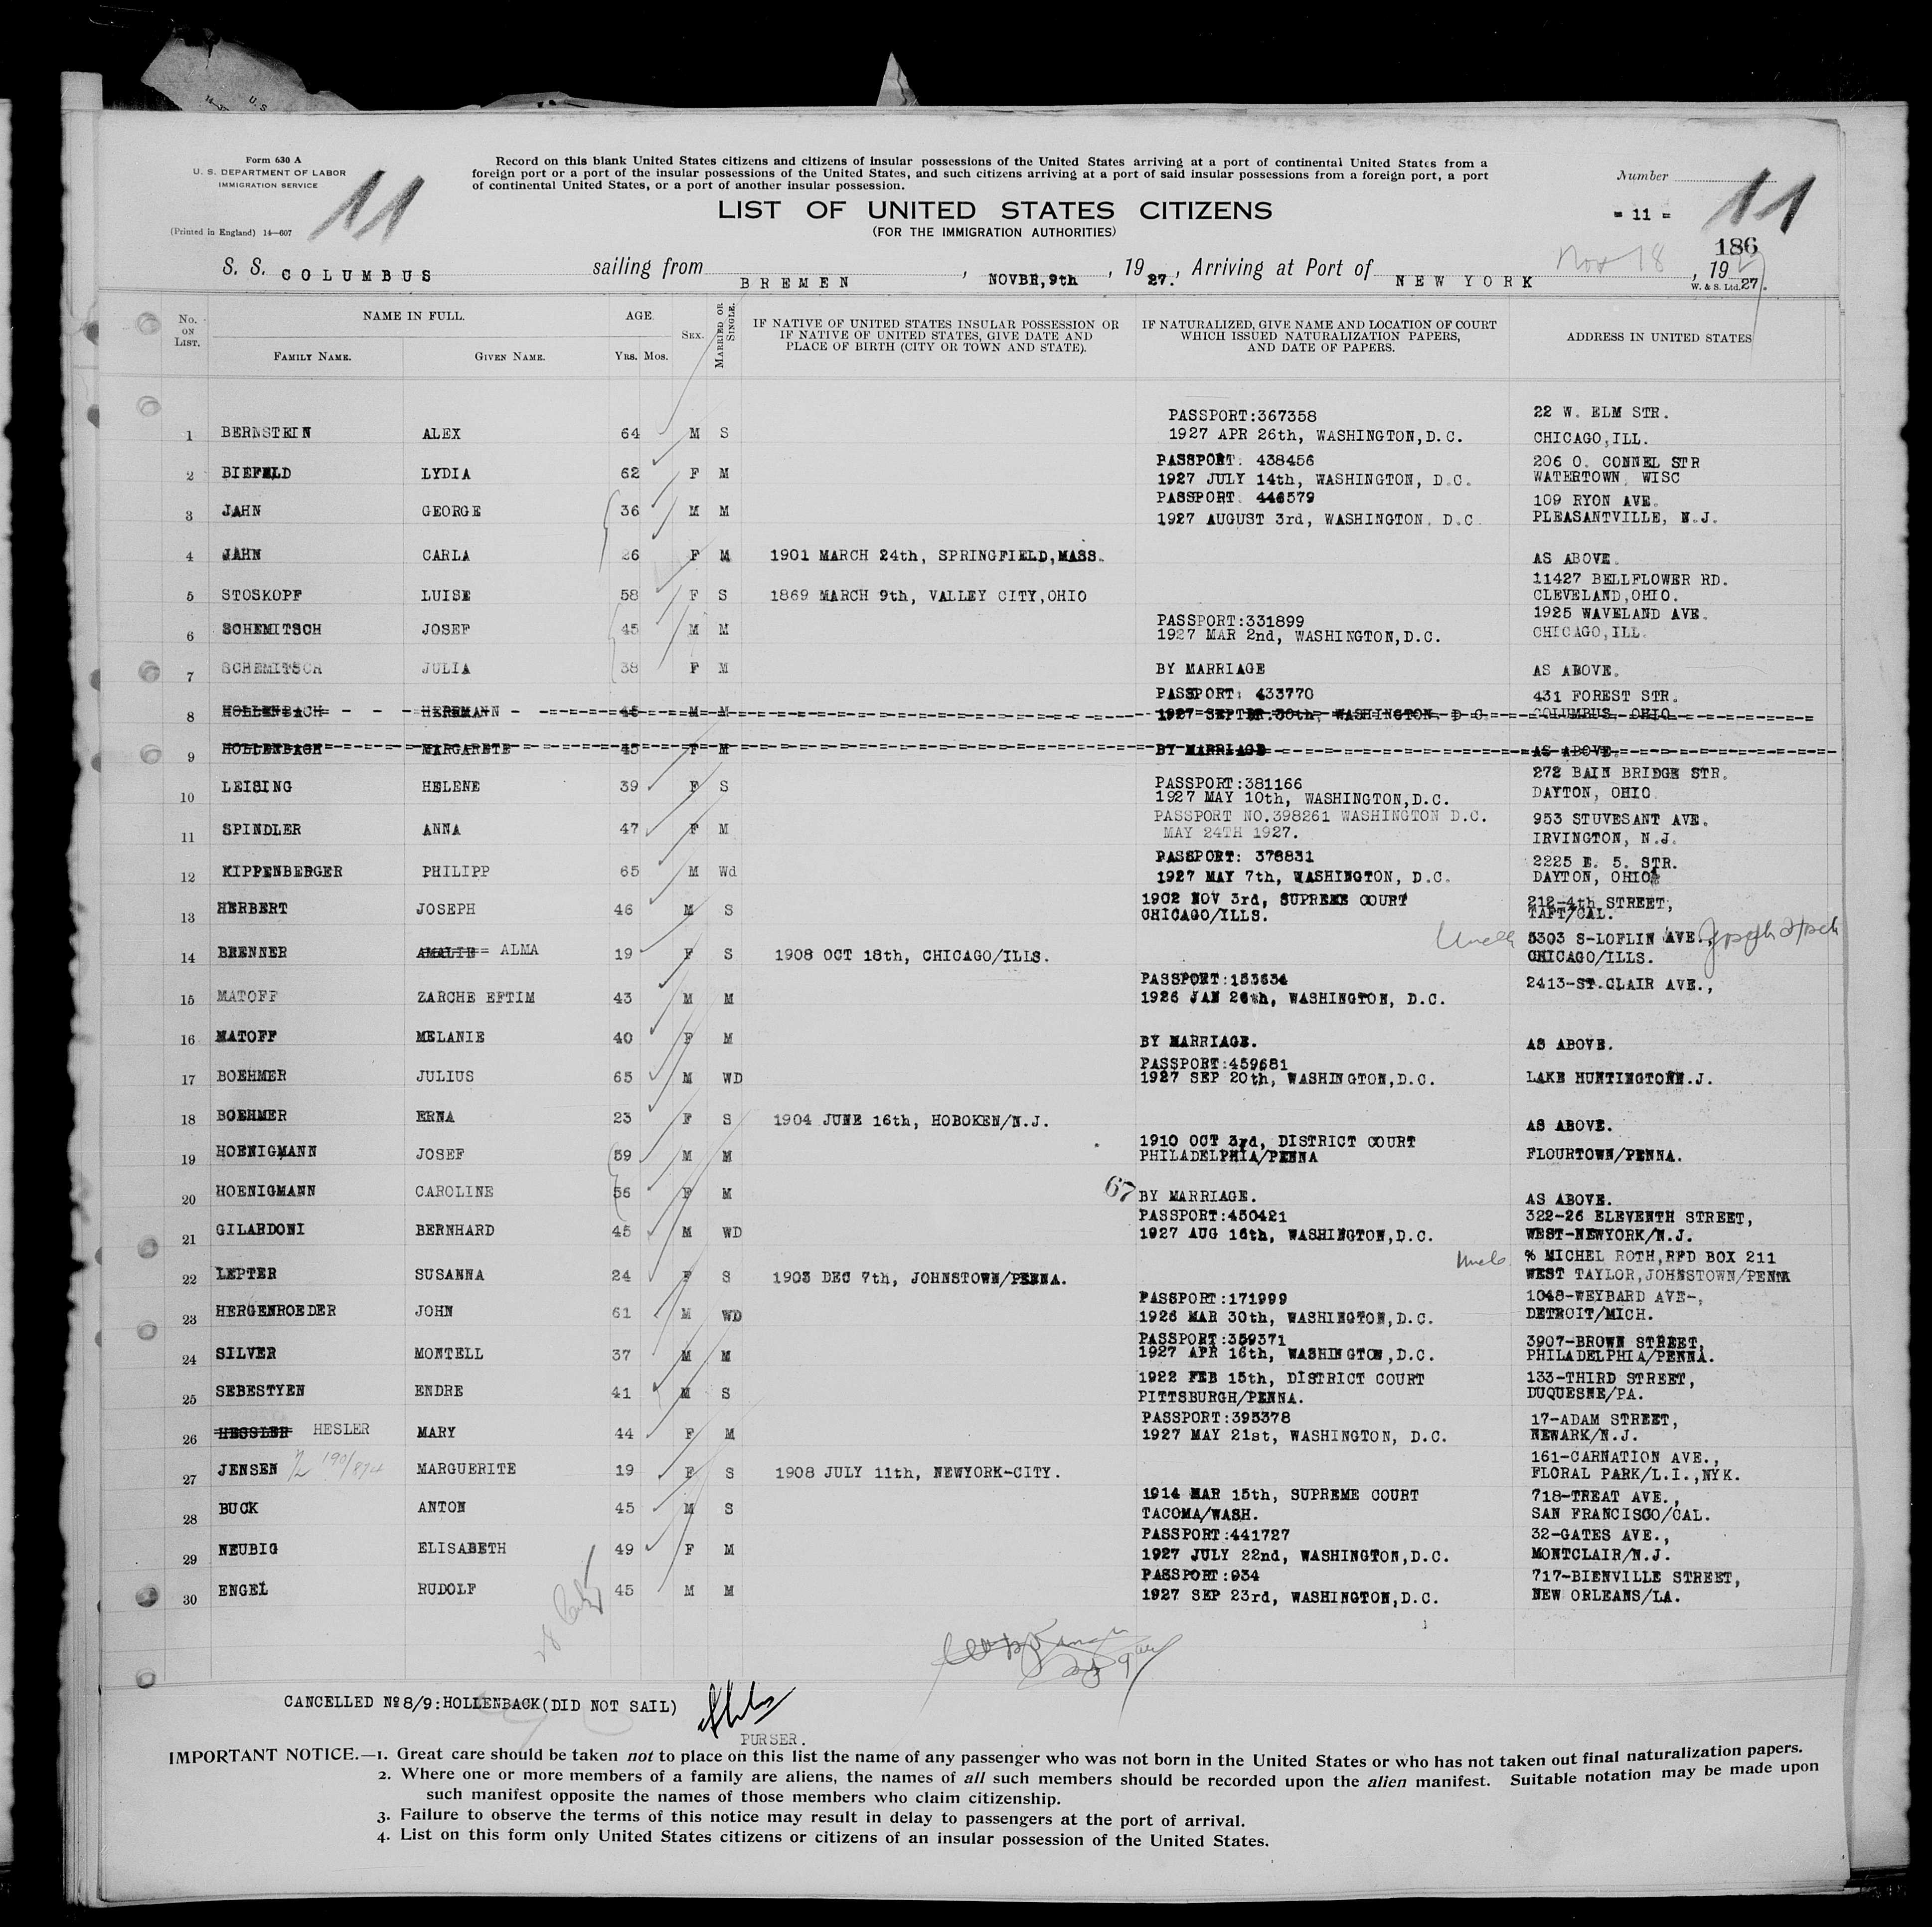 Form 630 A
U. S. DEPARTMENT OF LABOR
IMMIGRATION SERVICE
(Printed in England) 14—607
11
Record on this blank United States citizens and citizens of insular possessions of the United States arriving at a port of continental United States from a
foreign port or a port of the insular possessions of the United States, and such citizens arriving at a port of said insular possessions from a foreign port, a port
of continental United States, or a port of another insular possession.
Number
- 11 =
11
186
LIST OF UNITED STATES CITIZENS
(FOR THE IMMIGRATION AUTHORITIES)
S. S. COLUMBUS sailing from BREMEN , NOVBR,9th , 19 27. , Arriving at Port of NEW YORK Nov 18 , 19 27.
W. & S. Ltd.
No. ON LIST. NAME IN FULL. AGE. SEX. MARRIED OR SINGLE. IF NATIVE OF UNITED STATES INSULAR POSSESSION OR IF NATIVE OF UNITED STATES, GIVE DATE AND PLACE OF BIRTH (CITY OR TOWN AND STATE). IF NATURALIZED, GIVE NAME AND LOCATION OF COURT WHICH ISSUED NATURALIZATION PAPERS, AND DATE OF PAPERS. ADDRESS IN UNITED STATES
FAMILY NAME. GIVEN NAME. YRS. MOS.
PASSPORT:367358 22 W. ELM STR.
1 BERNSTEIN ALEX 64 M S 1927 APR 26th, WASHINGTON,D.C. CHICAGO,ILL.
PASSPORT: 438456 206 O. CONNEL STR
2 BIEFELD LYDIA 62 F M 1927 JULY 14th, WASHINGTON, D.C. WATERTOWN, WISC
PASSPORT. 446579 109 RYON AVE.
3 JAHN GEORGE 36 M M 1927 AUGUST 3rd, WASHINGTON. D.C. PLEASANTVILLE, N.J.
4 JAHN CARLA 26 F M 1901 MARCH 24th, SPRINGFIELD,MASS. AS ABOVE.
11427 BELLFLOWER RD.
5 STOSKOPF LUISE 58 F S 1869 MARCH 9th, VALLEY CITY,OHIO CLEVELAND,OHIO.
PASSPORT:331899 1925 WAVELAND AVE.
6 SCHEMITSCH JOSEF 45 M M 1927 MAR 2nd, WASHINGTON,D.C. CHICAGO,ILL.
7 SCHEMITSCH JULIA 38 F M BY MARRIAGE AS ABOVE.
PASSPORT: 433770 431 FOREST STR.
8 HOLLENBACH HERRMANN 45 M M 1927 SEPTBR.30th, WASHINGTON. D C COLUMBUS, OHIO
9 HOLLENBACH MARGARETE 45 F M BY MARRIAGE AS ABOVE.
PASSPORT:381166 272 BAIN BRIDGE STR.
10 LEISING HELENE 39 F S 1927 MAY 10th, WASHINGTON,D.C. DAYTON, OHIO.
PASSPORT NO.398261 WASHINGTON D.C. 953 STUVESANT AVE.
11 SPINDLER ANNA 47 F M MAY 24TH 1927. IRVINGTON, N.J.
PASSPORT: 378831 2225 E. 5. STR.
12 KIPPENBERGER PHILIPP 65 M Wd 1927 MAY 7th, WASHINGTON, D.C. DAYTON, OHIO
1902 NOV 3rd, SUPREME COURT 212-4th STREET,
13 HERBERT JOSEPH 46 M S CHICAGO/ILLS. TAFT/CAL.
Uncle 5303 S-LOFLIN AVE., Joseph
14 BRENNER AMALIE= ALMA 19 F S 1908 OCT 18th, CHICAGO/ILLS. CHICAGO/ILLS.
PASSPORT:153634 2413-ST.CLAIR AVE.,
15 MATOFF ZARCHE EFTIM 43 M M 1926 JAN 26th, WASHINGTON, D.C.
16 MATOFF MELANIE 40 F M BY MARRIAGE. AS ABOVE.
PASSPORT:459681
17 BOEHMER JULIUS 65 M WD 1927 SEP 20th, WASHINGTON,D.C. LAKE HUNTINGTONN.J.
18 BOEHMER ERNA 23 F S 1904 JUNE 16th, HOBOKEN/N.J. AS ABOVE.
1910 OCT 3rd, DISTRICT COURT
19 HOENIGMANN JOSEF 59 M M PHILADELPHIA/PENNA FLOURTOWN/PENNA.
20 HOENIGMANN CAROLINE 56 F M 67 BY MARRIAGE. AS ABOVE.
PASSPORT:450421 322-26 ELEVENTH STREET,
21 GILARDONI BERNHARD 45 M WD 1927 AUG 16th, WASHINGTON,D.C. WEST-NEWYORK/N.J.
Uncle % MICHEL ROTH,RFD BOX 211
22 LEPTER SUSANNA 24 F S 1903 DEC 7th, JOHNSTOWN/PENNA. WEST TAYLOR,JOHNSTOWN/PENNA
PASSPORT:171999 1048-WEYBARD AVE-,
23 HERGENROEDER JOHN 61 M WD 1926 MAR 30th, WASHINGTON,D.C. DETROIT/MICH.
PASSPORT:359371 3907-BROWN STREET,
24 SILVER MONTELL 37 M M 1927 APR 16th, WASHINGTON,D.C. PHILADELPHIA/PENNA.
1922 FEB 15th, DISTRICT COURT 133-THIRD STREET,
25 SEBESTYEN ENDRE 41 M S PITTSBURGH/PENNA. DUQUESNE/PA.
PASSPORT:395378 17-ADAM STREET,
26 HESSLER HESLER MARY 44 F M 1927 MAY 21st, WASHINGTON, D.C. NEWARK/N.J.
161-CARNATION AVE.,
27 JENSEN MARGUERITE 19 F S 1908 JULY 11th, NEWYORK-CITY. FLORAL PARK/L.I.,NYK.
1914 MAR 15th, SUPREME COURT 718-TREAT AVE.,
28 BUCK ANTON 45 M S TACOMA/WASH. SAN FRANCISCO/CAL.
PASSPORT:441727 32-GATES AVE.,
29 NEUBIG ELISABETH 49 F M 1927 JULY 22nd, WASHINGTON,D.C. MONTCLAIR/N.J.
PASSPORT:934 717-BIENVILLE STREET,
30 ENGEL RUDOLF 45 M M 1927 SEP 23rd, WASHINGTON,D.C. NEW ORLEANS/LA.
CANCELLED №8/9:HOLLENBACK(DID NOT SAIL)
PURSER.
IMPORTANT NOTICE.—1. Great care should be taken not to place on this list the name of any passenger who was not born in the United States or who has not taken out final naturalization papers.
2. Where one or more members of a family are aliens, the names of all such members should be recorded upon the alien manifest. Suitable notation may be made upon
such manifest opposite the names of those members who claim citizenship.
3. Failure to observe the terms of this notice may result in delay to passengers at the port of arrival.
4. List on this form only United States citizens or citizens of an insular possession of the United States.